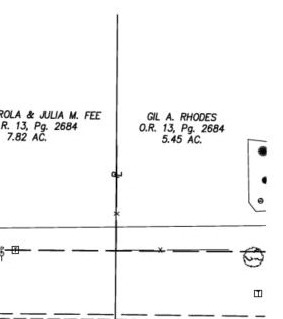 ROLA & JULIA M. FEE
R. 13, Pg. 2684
7.82 AC.
GIL A. RHODES
O.R. 13, Pg. 2684
5.45 AC.
x
x
T
T